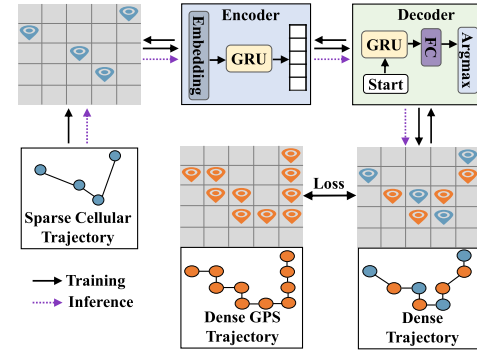 Encoder
Decoder
Embedding
GRU
GRU
FC
Argmax
Start
Sparse Cellular
Trajectory
Loss
Training
Inference
Dense GPS
Trajectory
Dense
Trajectory